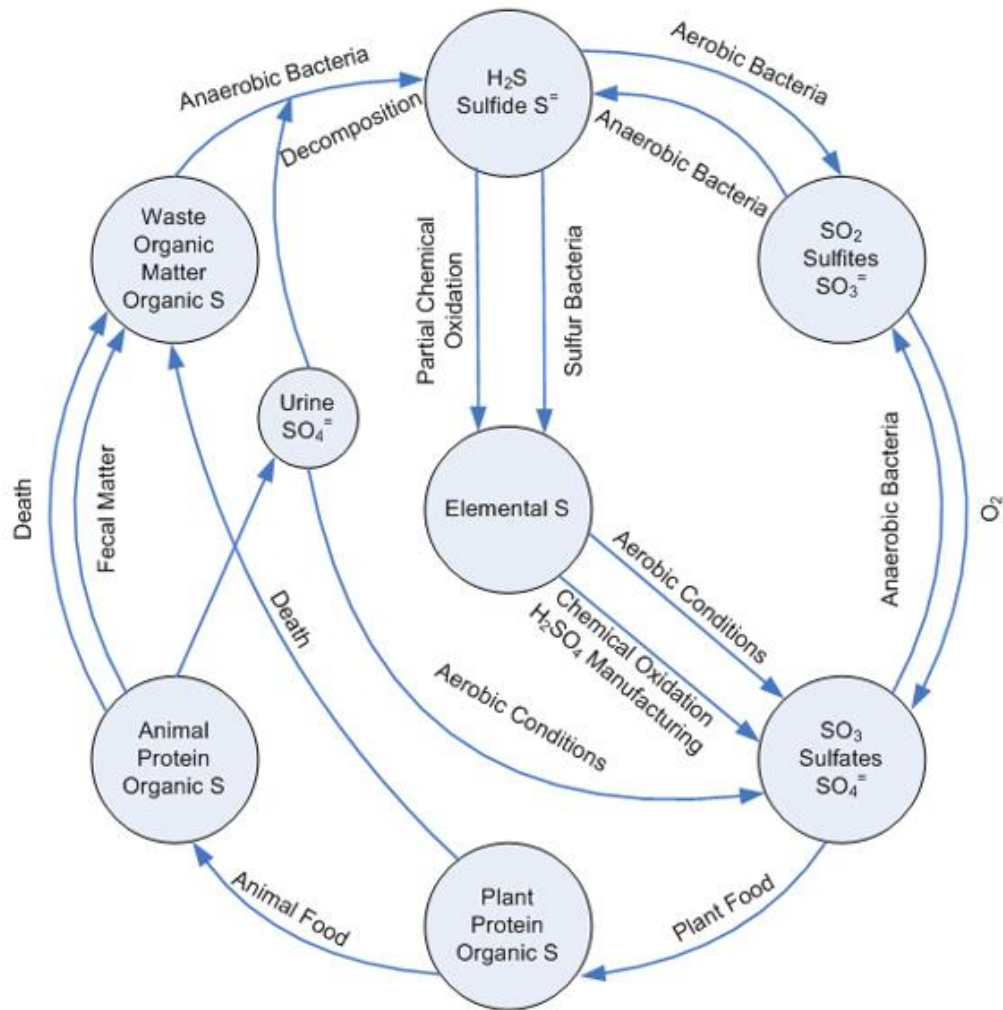 Anaerobic Bacteria
Decomposition
H₂S
Sulfide S⁼
Aerobic Bacteria
Anaerobic Bacteria
Waste
Organic
Matter
Organic S
SO₂
Sulfites
SO₃⁼
Partial Chemical
Oxidation
Sulfur Bacteria
Urine
SO₄⁼
Death
Fecal Matter
Elemental S
Anaerobic Bacteria
O₂
Death
Aerobic Conditions
Chemical Oxidation
H₂SO₄ Manufacturing
Aerobic Conditions
Animal
Protein
Organic S
SO₃
Sulfates
SO₄⁼
Animal Food
Plant
Protein
Organic S
Plant Food